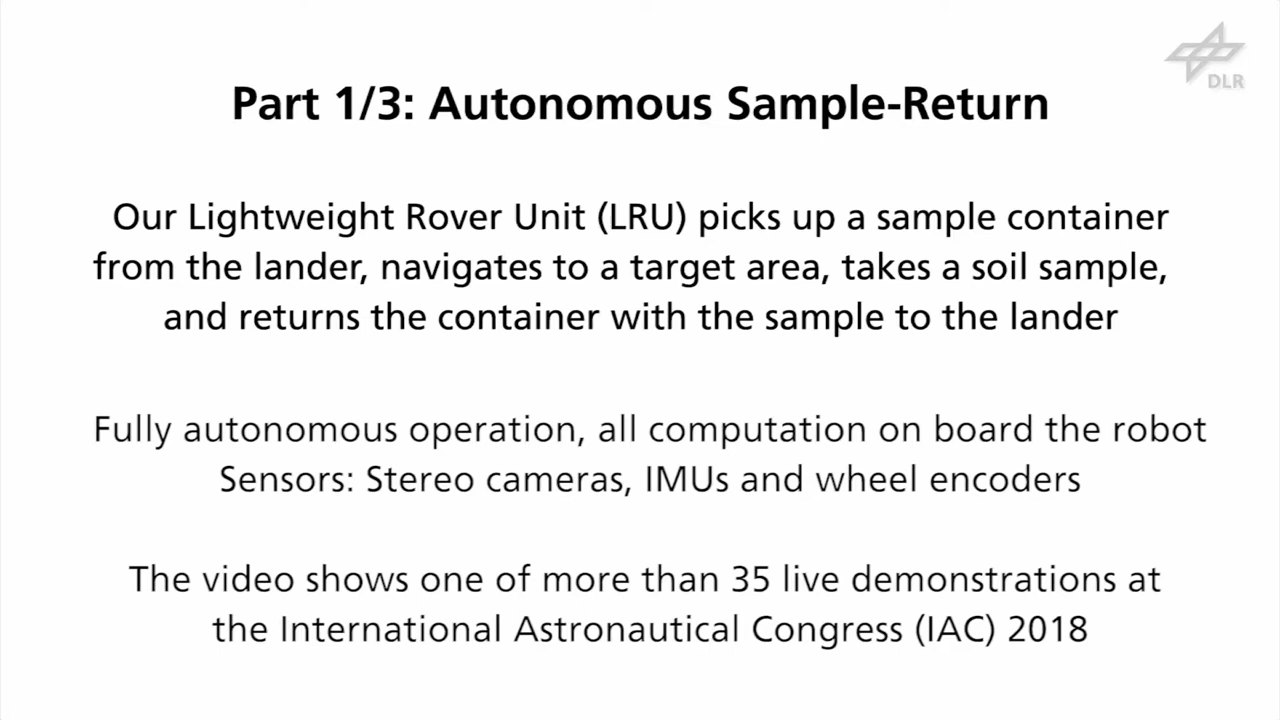 DLR
Part 1/3: Autonomous Sample-Return
Our Lightweight Rover Unit (LRU) picks up a sample container
from the lander, navigates to a target area, takes a soil sample,
and returns the container with the sample to the lander
Fully autonomous operation, all computation on board the robot
Sensors: Stereo cameras, IMUs and wheel encoders
The video shows one of more than 35 live demonstrations at
the International Astronautical Congress (IAC) 2018